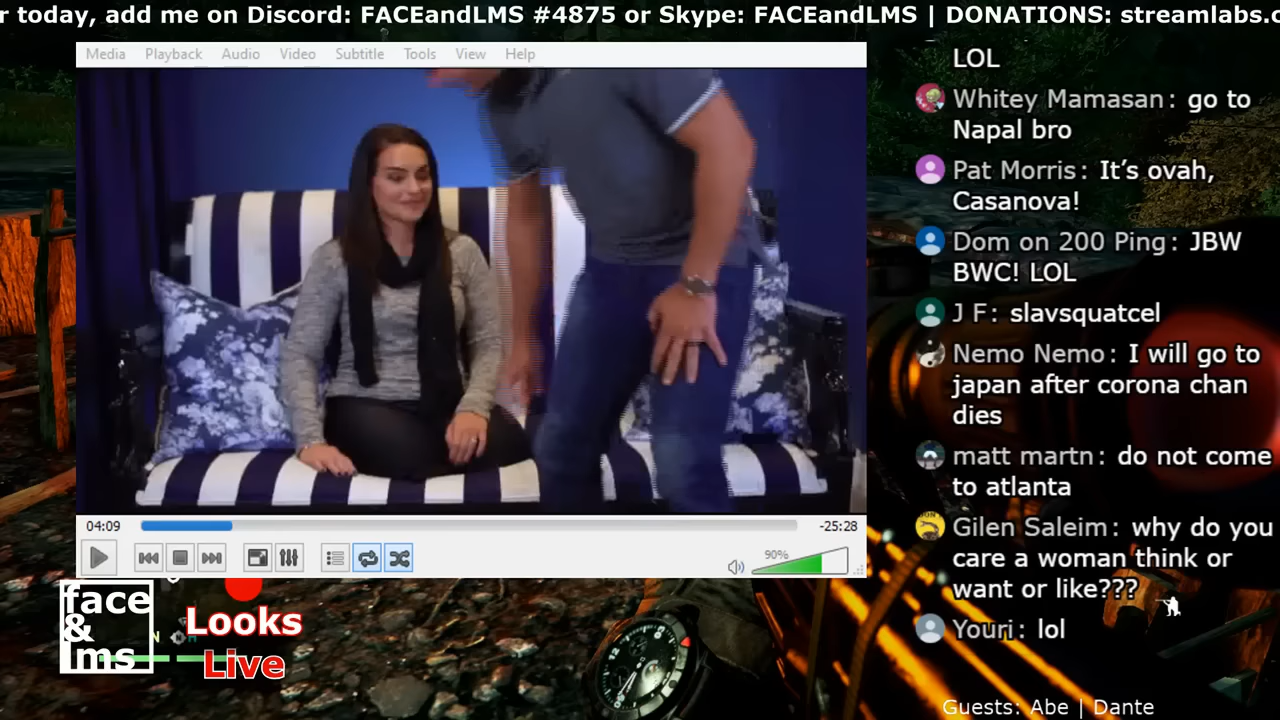 r today, add me on Discord: FACEandLMS #4875 or Skype: FACEandLMS | DONATIONS: streamlabs.c
Media Playback Audio Video Subtitle Tools View Help
04:09
-25:28
90%
face
&
lms
Looks
Live
LOL
Whitey Mamasan: go to
Napal bro
Pat Morris: It’s ovah,
Casanova!
Dom on 200 Ping: JBW
BWC! LOL
J F: slavsquatcel
Nemo Nemo: I will go to
japan after corona chan
dies
matt martn: do not come
to atlanta
Gilen Saleim: why do you
care a woman think or
want or like???
Youri: lol
Guests: Abe | Dante